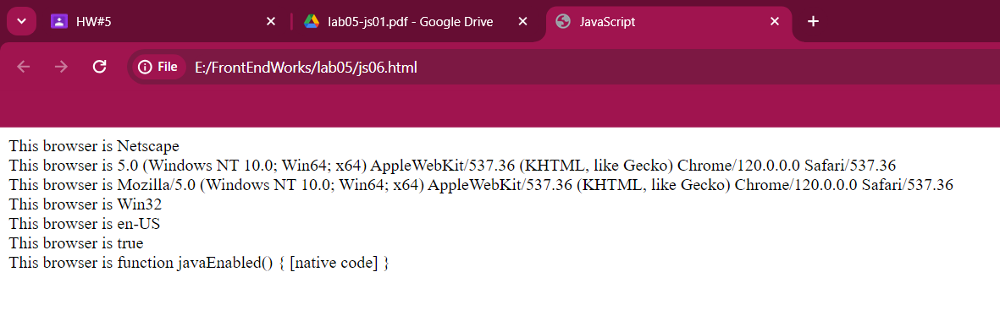 HW#5
lab05-js01.pdf - Google Drive
JavaScript
File
E:/FrontEndWorks/lab05/js06.html
This browser is Netscape
This browser is 5.0 (Windows NT 10.0; Win64; x64) AppleWebKit/537.36 (KHTML, like Gecko) Chrome/120.0.0.0 Safari/537.36
This browser is Mozilla/5.0 (Windows NT 10.0; Win64; x64) AppleWebKit/537.36 (KHTML, like Gecko) Chrome/120.0.0.0 Safari/537.36
This browser is Win32
This browser is en-US
This browser is true
This browser is function javaEnabled() { [native code] }